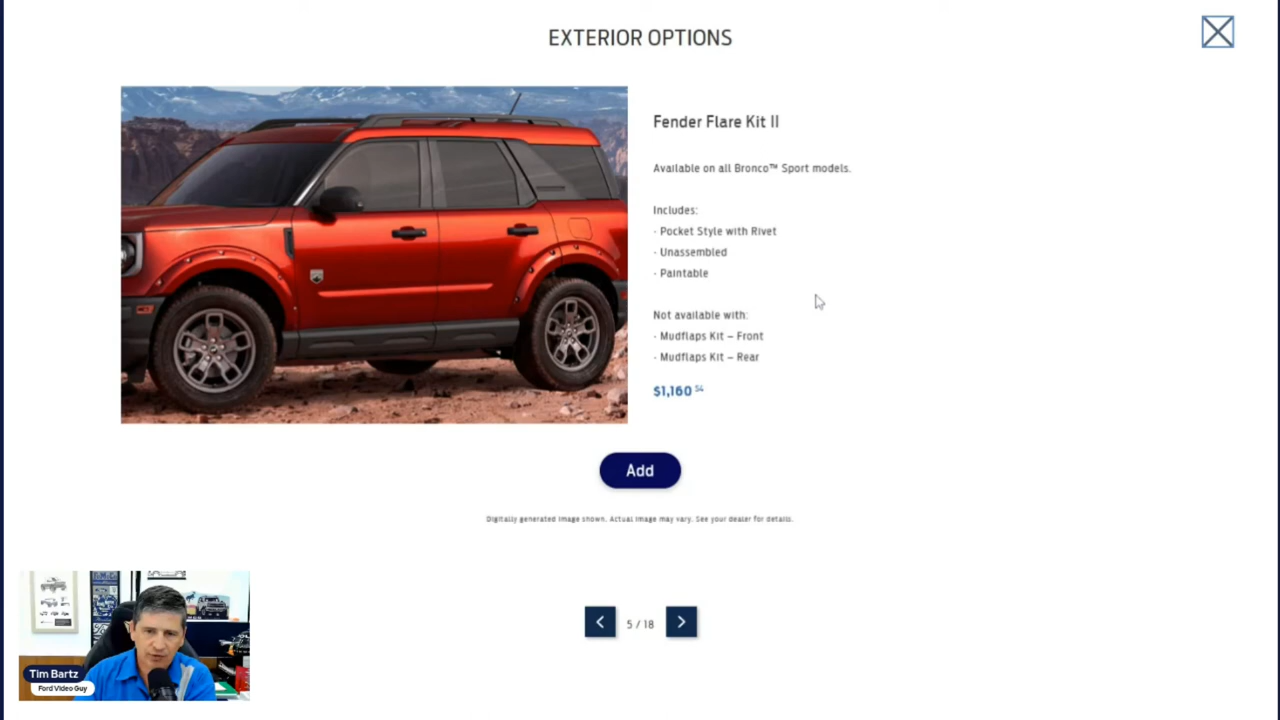 EXTERIOR OPTIONS
Fender Flare Kit II
Available on all Bronco™ Sport models.
Includes:
· Pocket Style with Rivet
· Unassembled
· Paintable
Not available with:
· Mudflaps Kit – Front
· Mudflaps Kit – Rear
$1,160 54
Add
Digitally generated image shown. Actual image may vary. See your dealer for details.
5 / 18
Tim Bartz
Ford Video Guy